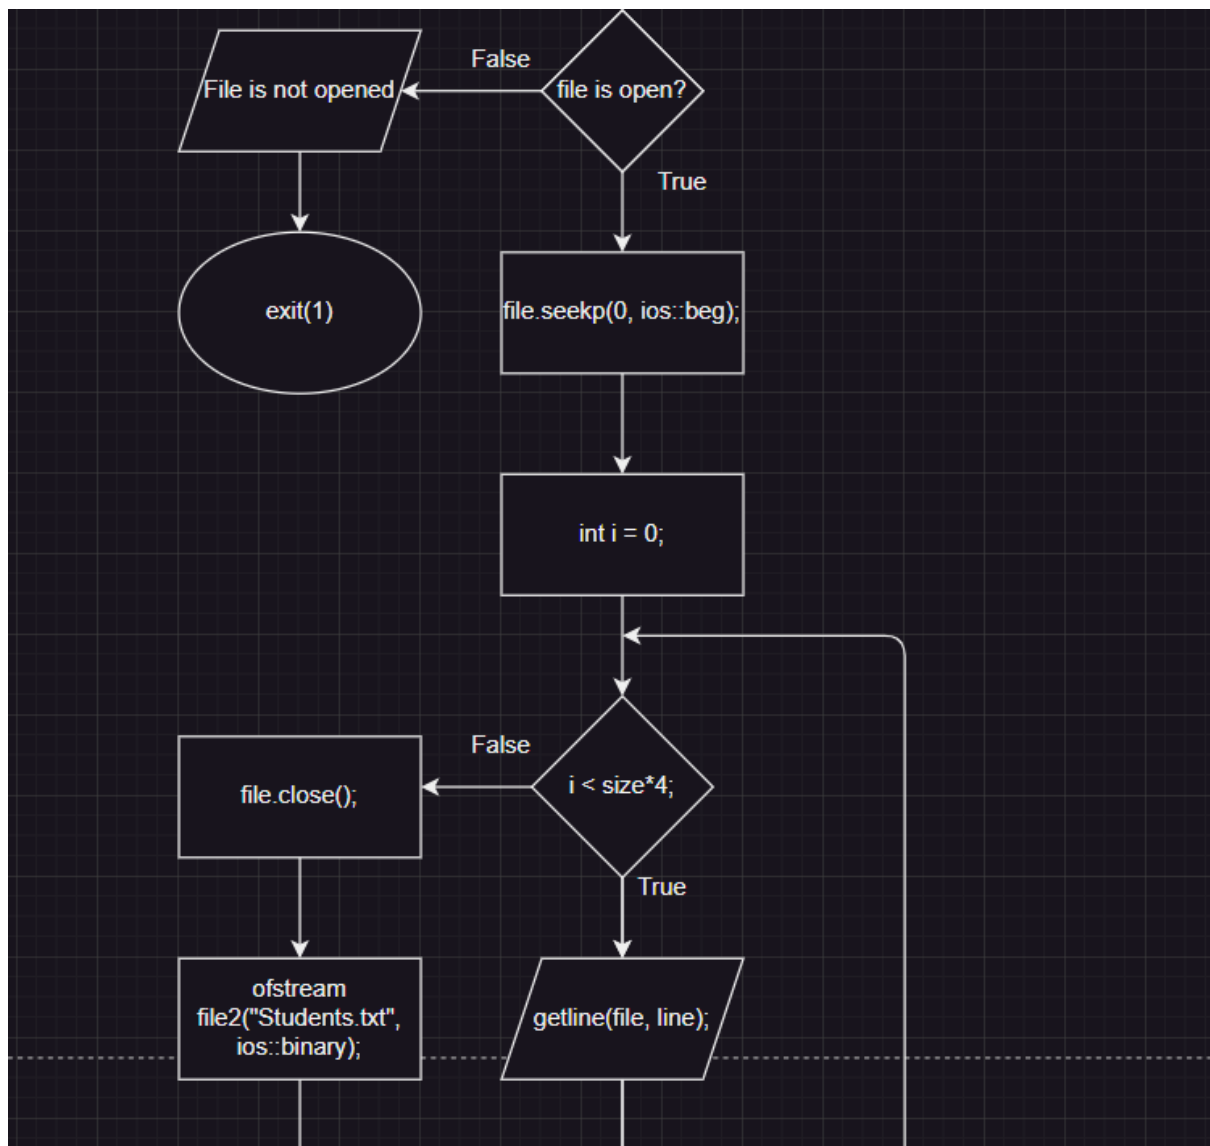 False
File is not opened
file is open?
True
exit(1)
file.seekp(0, ios::beg);
int i = 0;
False
file.close();
i < size*4;
True
ofstream
file2("Students.txt",
ios::binary);
getline(file, line);